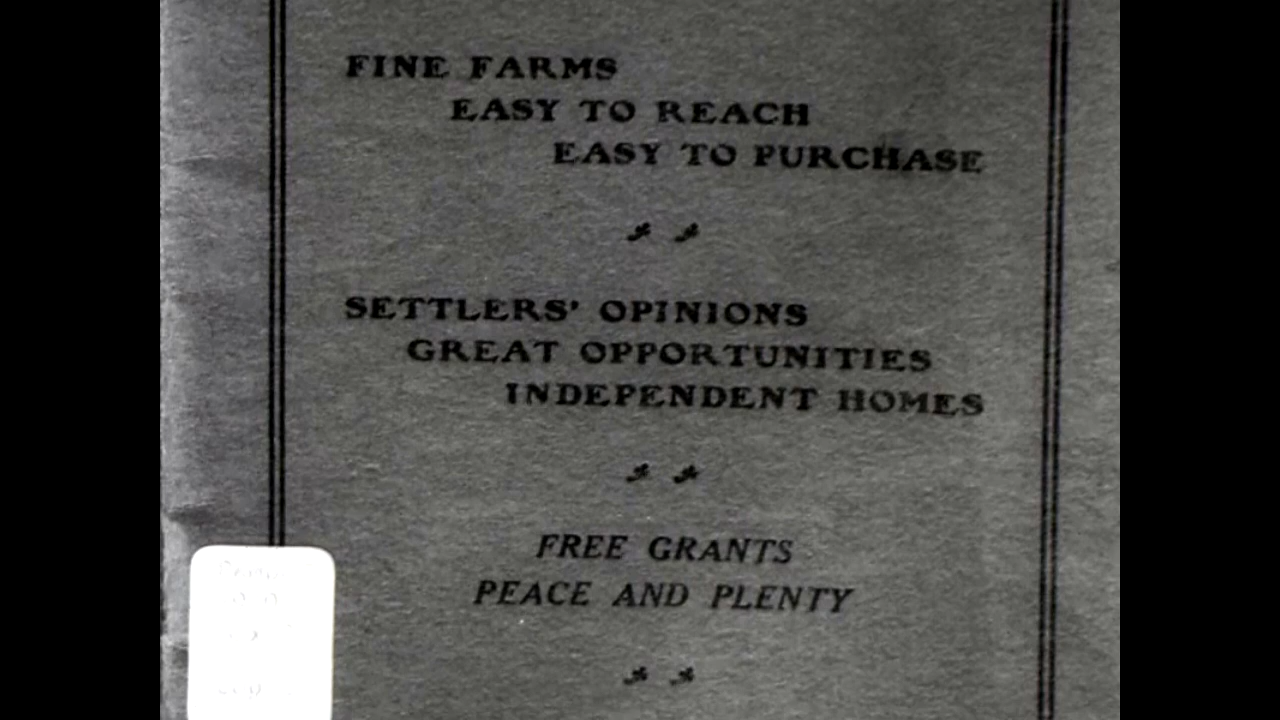 FINE FARMS
EASY TO REACH
EASY TO PURCHASE
SETTLERS' OPINIONS
GREAT OPPORTUNITIES
INDEPENDENT HOMES
FREE GRANTS
PEACE AND PLENTY